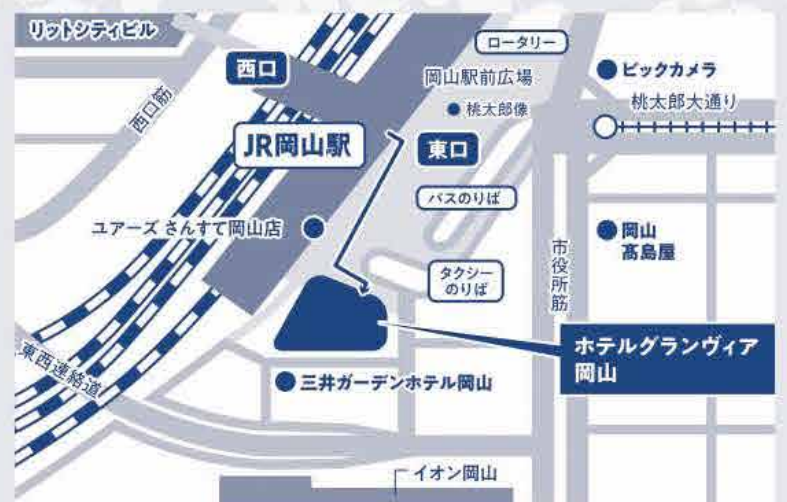 リットシティビル
ロータリー
西口
岡山駅前広場
ビックカメラ
西口筋
桃太郎像
桃太郎大通り
JR岡山駅
東口
バスのりば
ユアーズ さんすて岡山店
岡山
髙島屋
市役所筋
タクシー
のりば
ホテルグランヴィア
岡山
東西連絡道
三井ガーデンホテル岡山
イオン岡山